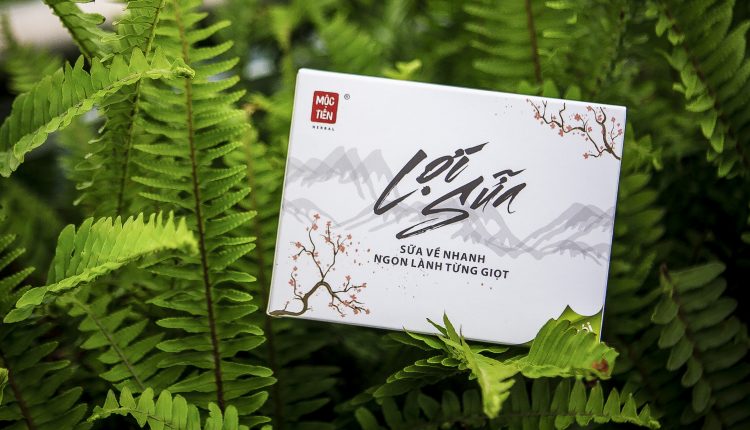 MỘC
TIÊN
®
HERBAL
Lợi
Sữa
SỮA VỀ NHANH
NGON LÀNH TỪNG GIỌT